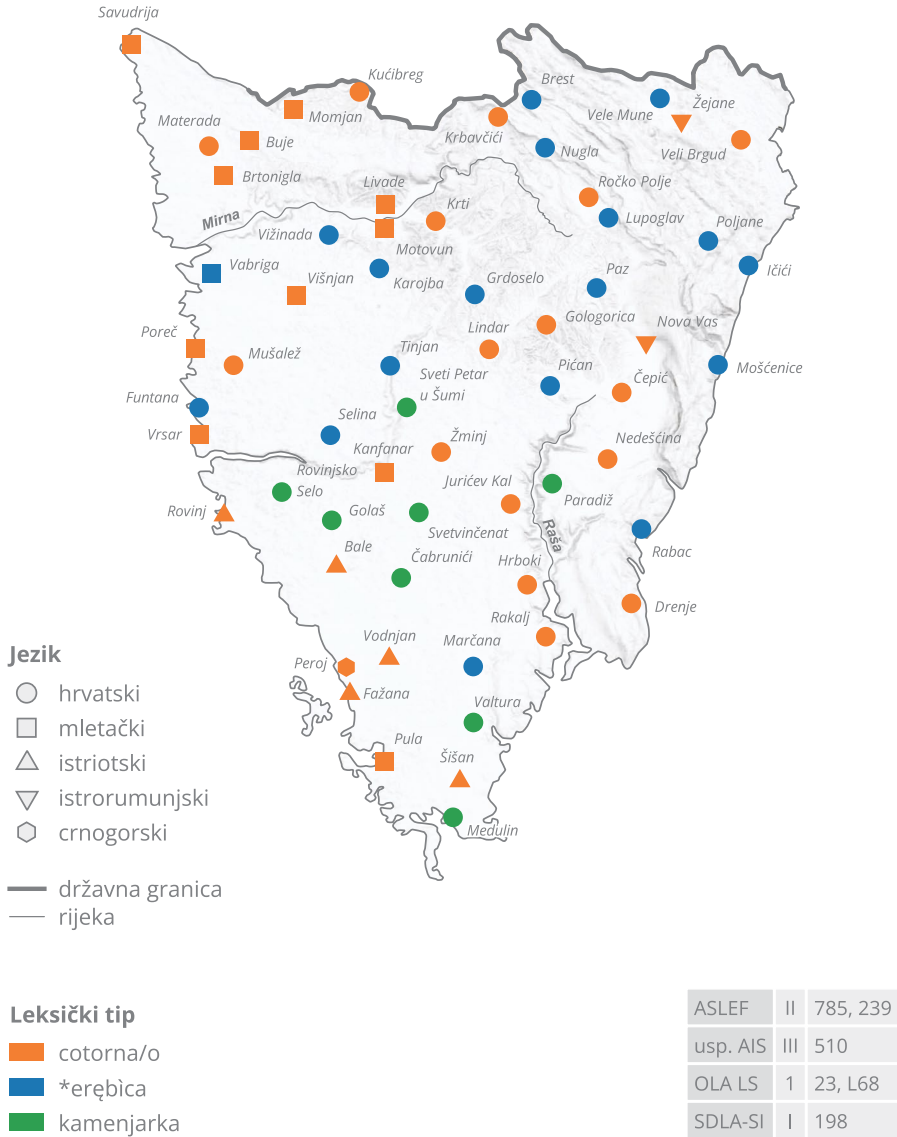 Savudrija
Kućibreg
Momjan
Materada
Buje
Brtonigla
Brest
Vele Mune
Žejane
Krbavčići
Nugla
Veli Brgud
Livade
Krti
Ročko Polje
Lupoglav
Poljane
Mirna
Vižinada
Motovun
Vabriga
Višnjan
Karojba
Grdoselo
Paz
Ičići
Gologorica
Nova Vas
Poreč
Mušalež
Lindar
Tinjan
Pićan
Čepić
Mošćenice
Sveti Petar
u Šumi
Funtana
Vrsar
Selina
Kanfanar
Žminj
Nedešćina
Rovinjsko
Selo
Jurićev Kal
Paradiž
Rovinj
Golaš
Svetvinčenat
Raša
Rabac
Bale
Čabrunići
Hrboki
Drenje
Rakalj
Vodnjan
Marčana
Peroj
Fažana
Valtura
Pula
Šišan
Medulin
Jezik
hrvatski
mletački
istriotski
istrorumunjski
crnogorski
državna granica
rijeka
Leksički tip
cotorna/o
*erębìca
kamenjarka
ASLEF II 785, 239
usp. AIS III 510
OLA LS 1 23, L68
SDLA-SI I 198